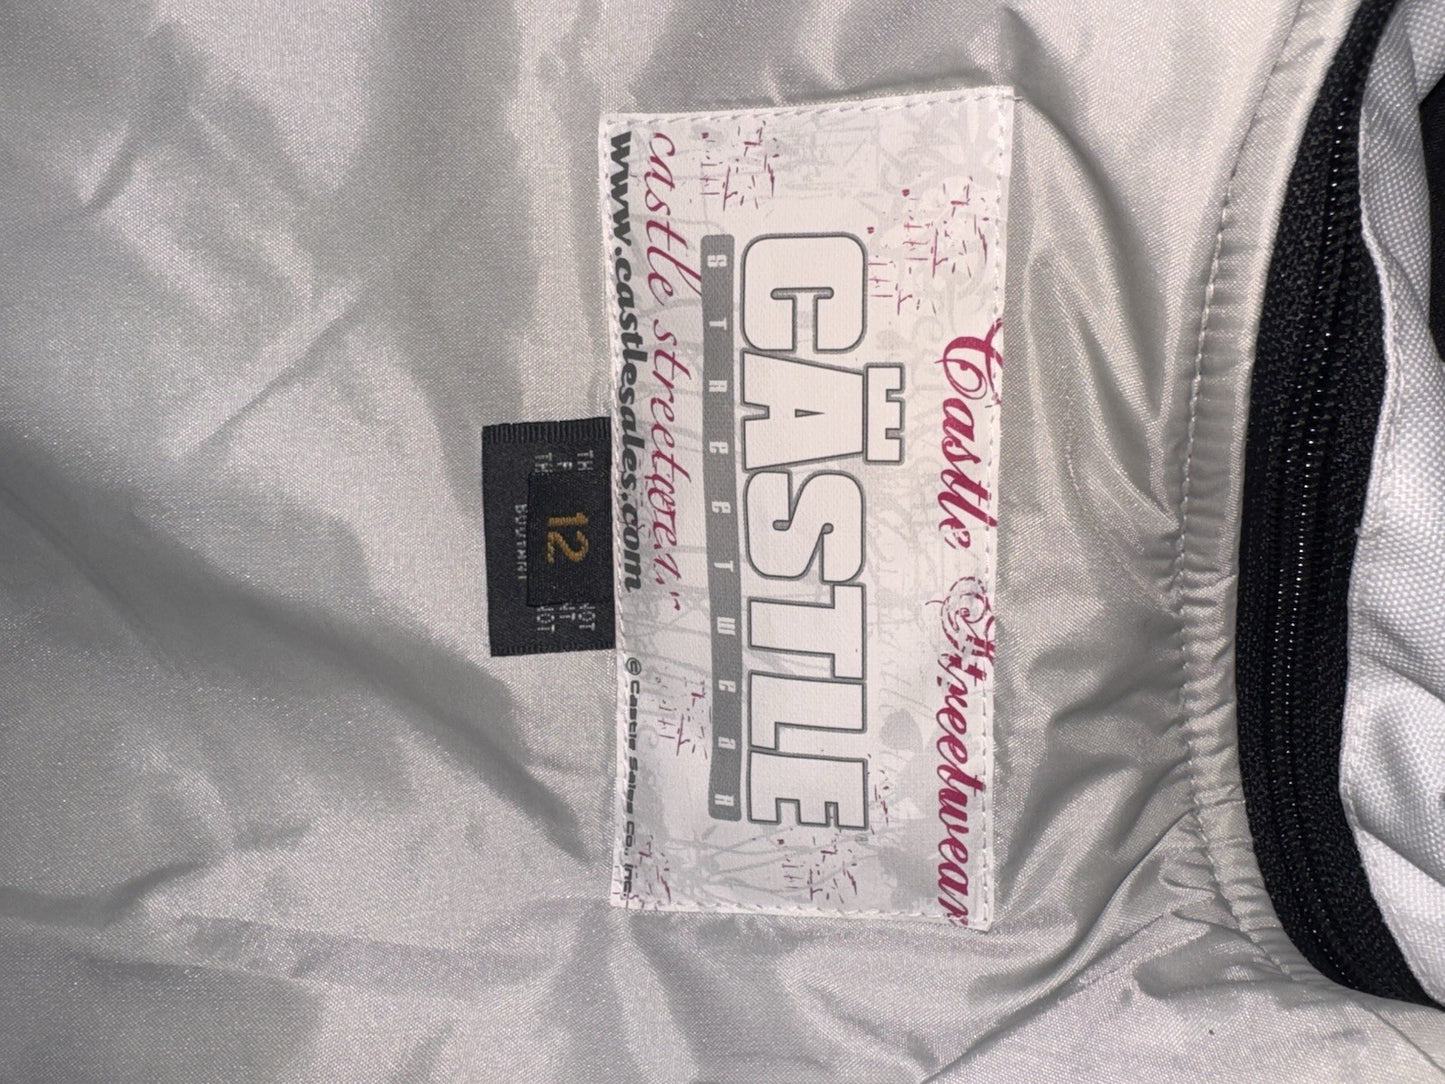 Castle Streetwear
CASTLE
STREETWEAR
castle streetwear
www.castlesales.com
© Castle Sales Co., Inc.
12